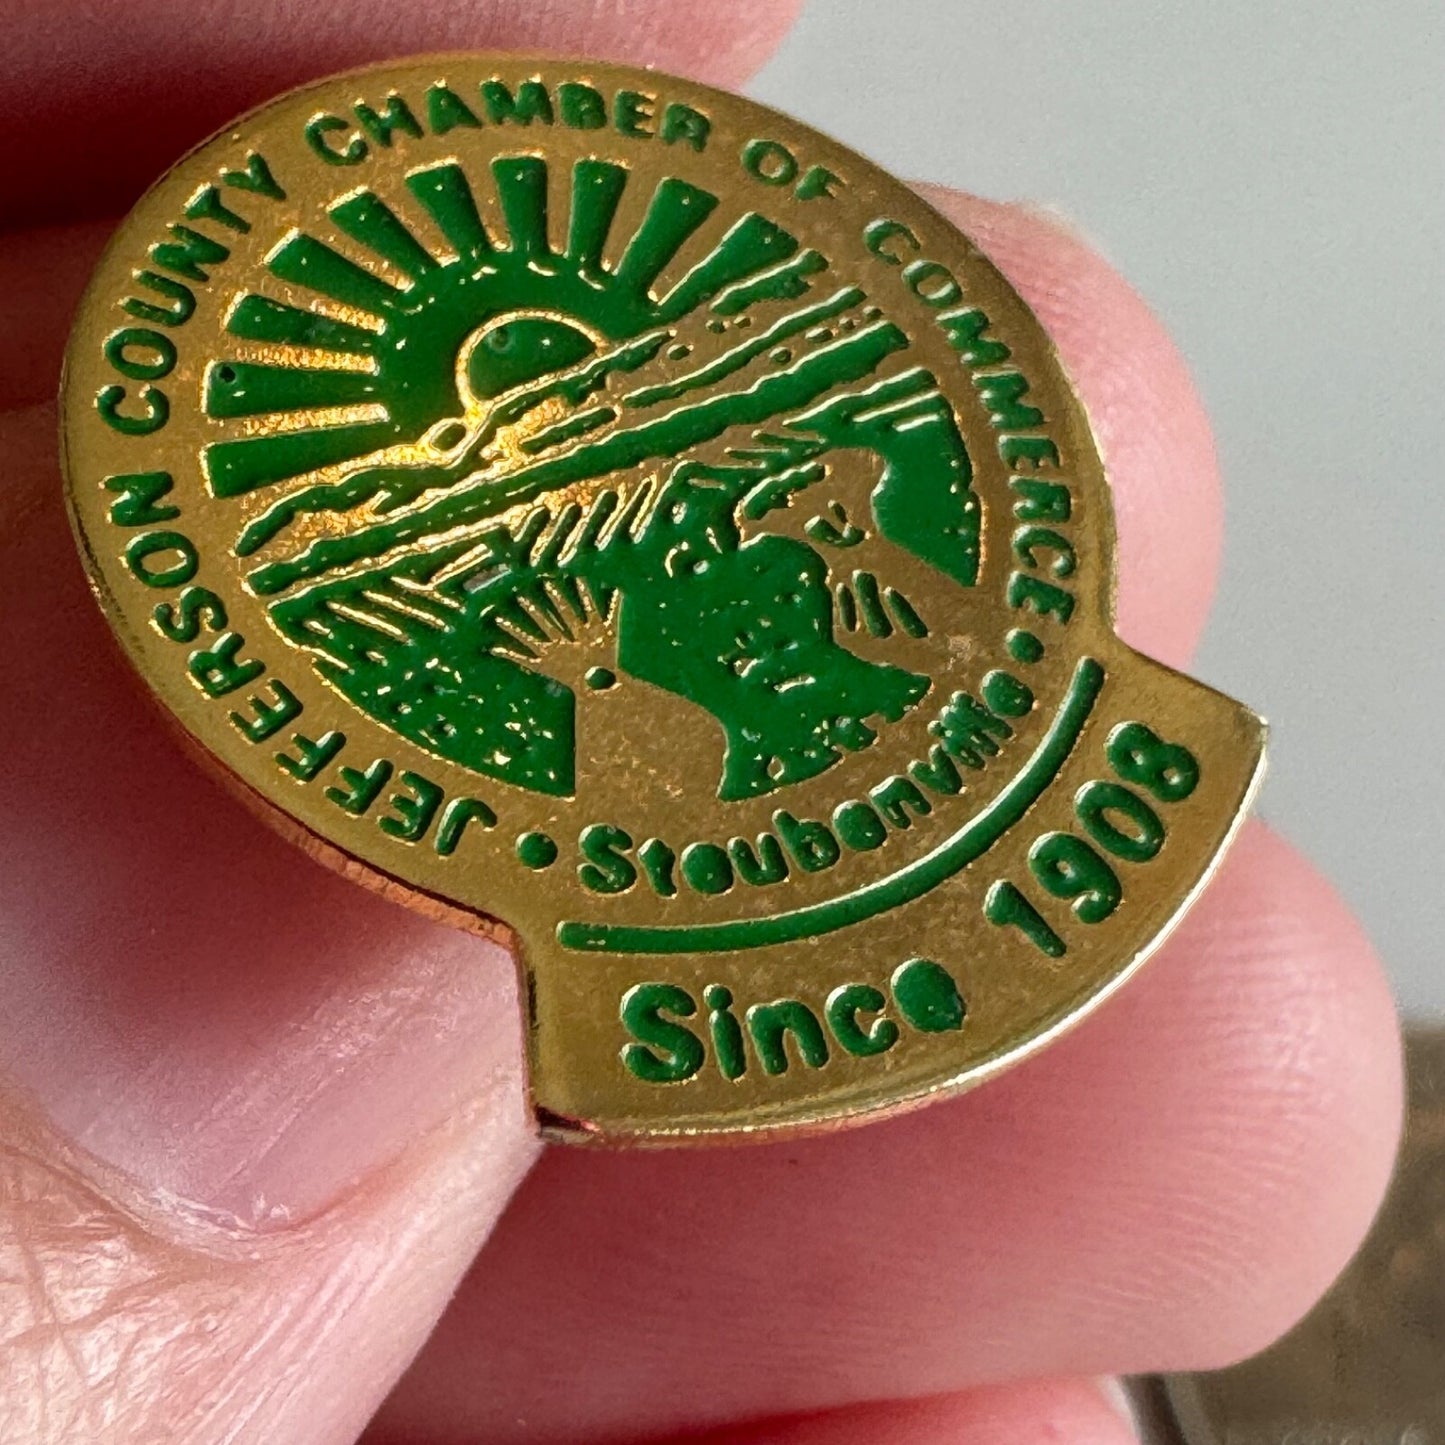 JEFFERSON COUNTY CHAMBER OF COMMERCE
• Steubenville •
Since 1908